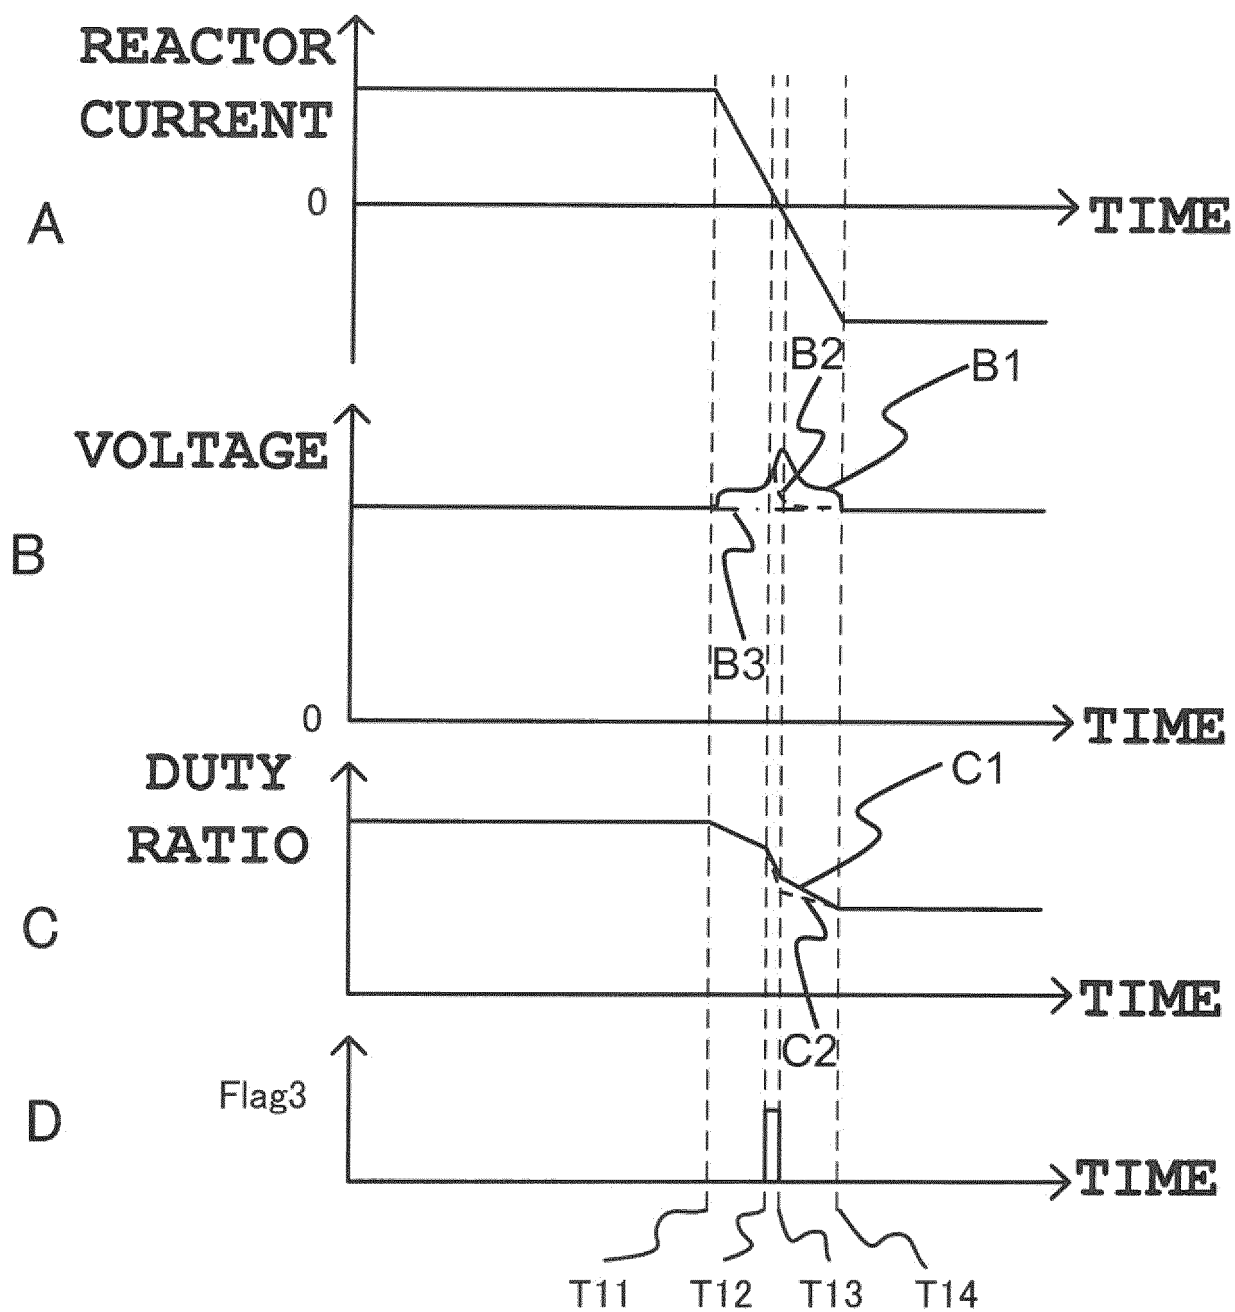 REACTOR
CURRENT
0
TIME
A
B2
B1
VOLTAGE
B
B3
0
TIME
DUTY
RATIO
C1
C
TIME
C2
Flag3
D
TIME
T11 T12 T13 T14